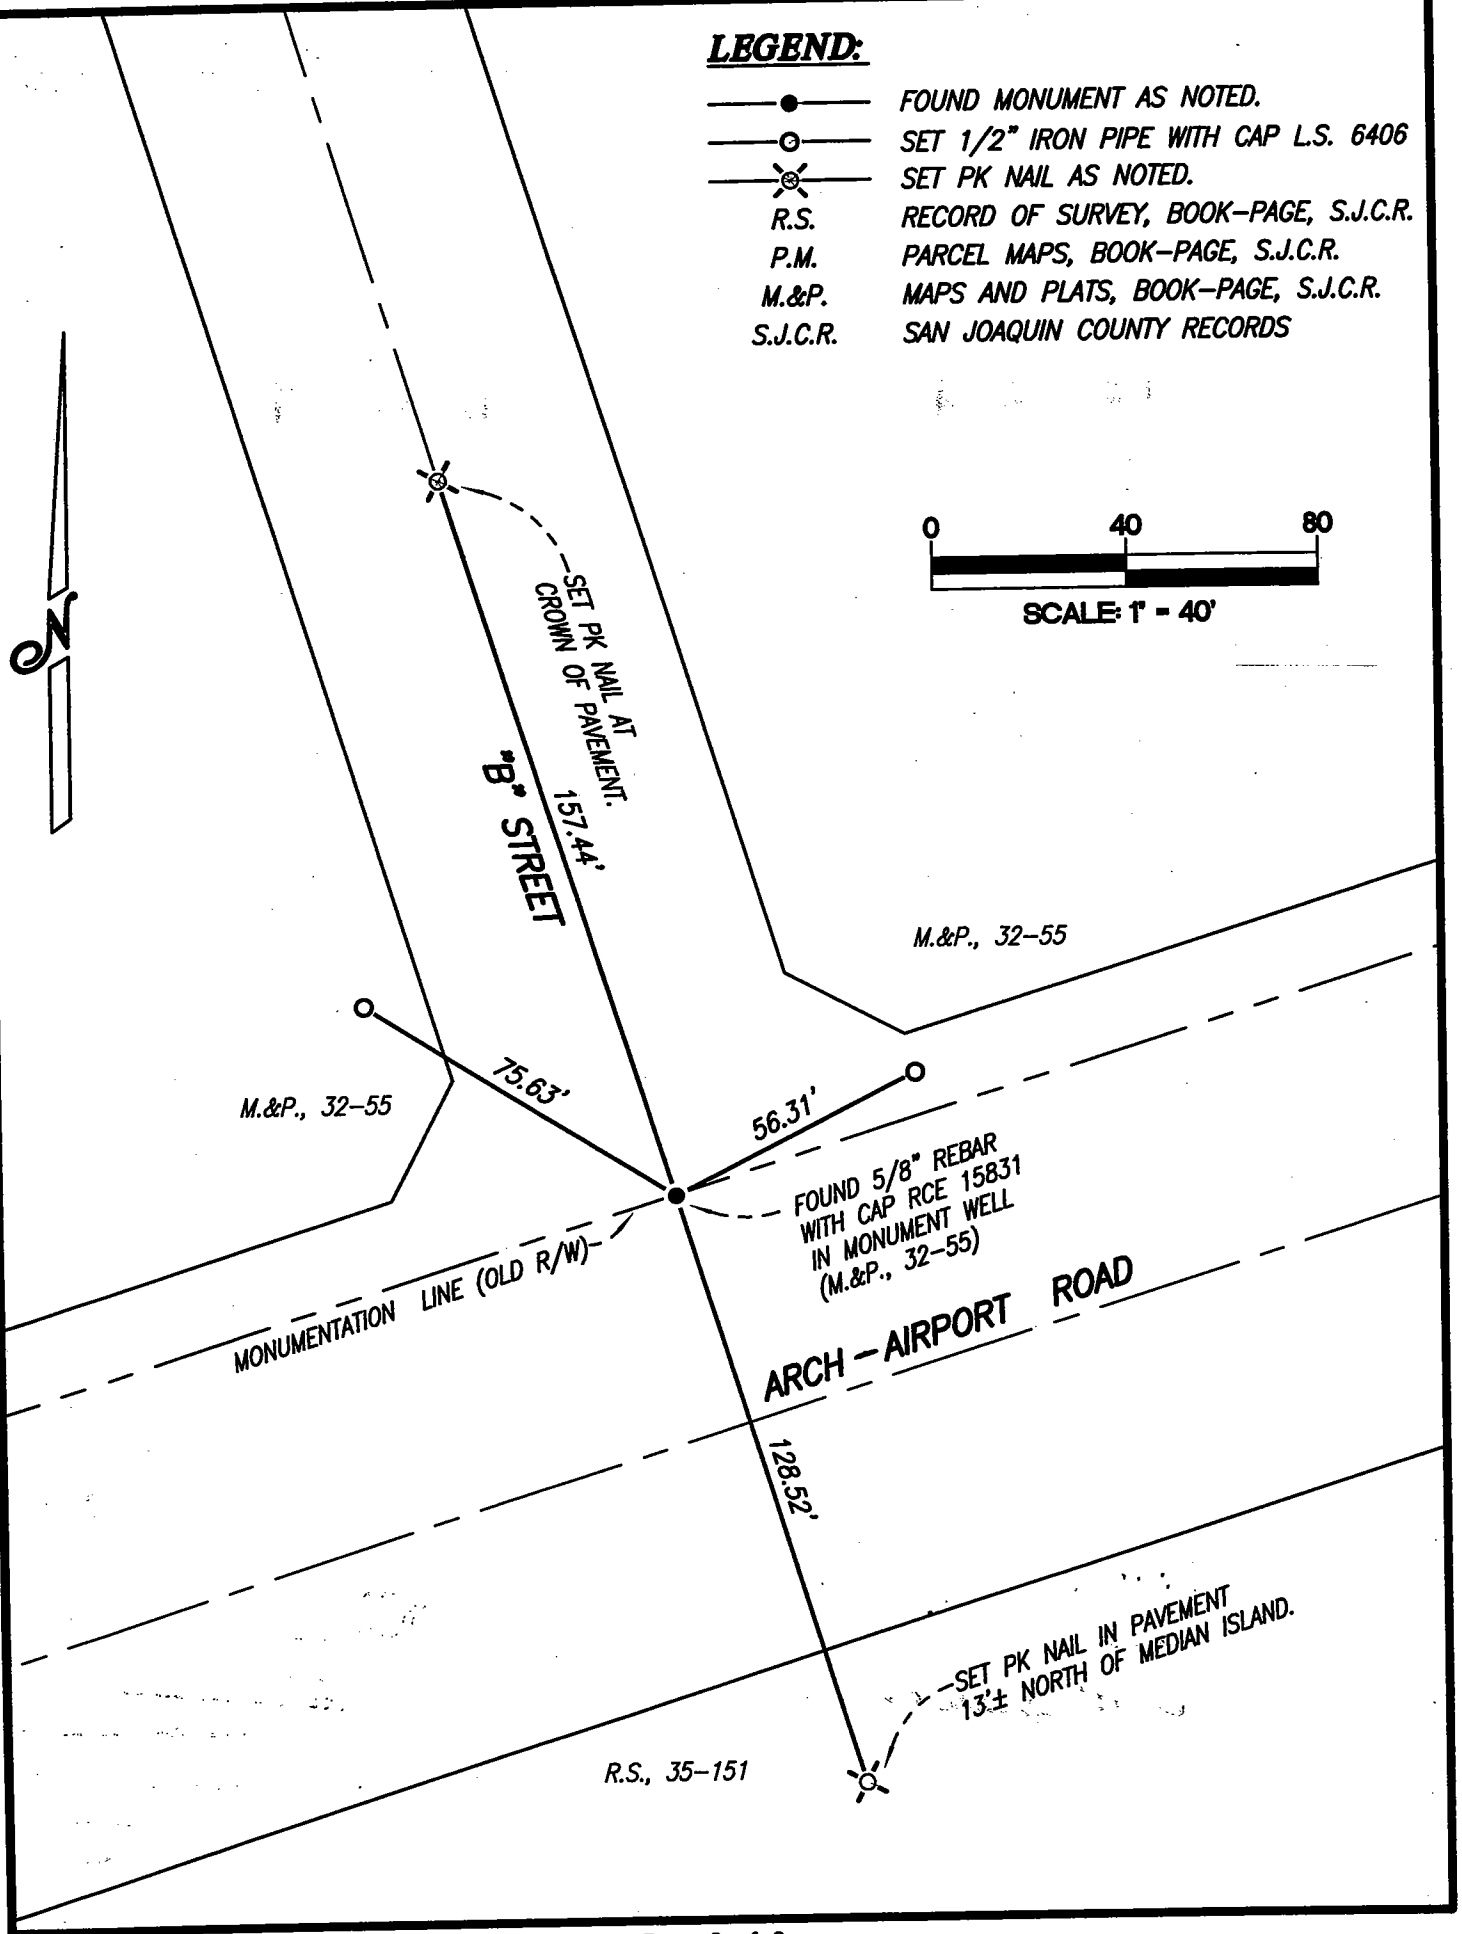 LEGEND:
FOUND MONUMENT AS NOTED.
SET 1/2" IRON PIPE WITH CAP L.S. 6406
SET PK NAIL AS NOTED.
R.S. RECORD OF SURVEY, BOOK-PAGE, S.J.C.R.
P.M. PARCEL MAPS, BOOK-PAGE, S.J.C.R.
M.&P. MAPS AND PLATS, BOOK-PAGE, S.J.C.R.
S.J.C.R. SAN JOAQUIN COUNTY RECORDS
0 40 80
SCALE: 1" = 40'
N
SET PK NAIL AT
CROWN OF PAVEMENT.
157.44'
"B" STREET
M.&P., 32-55
M.&P., 32-55
75.63'
56.31'
FOUND 5/8" REBAR
WITH CAP RCE 15831
IN MONUMENT WELL
(M.&P., 32-55)
MONUMENTATION LINE (OLD R/W)
ARCH-AIRPORT ROAD
128.52'
SET PK NAIL IN PAVEMENT
13'± NORTH OF MEDIAN ISLAND.
R.S., 35-151